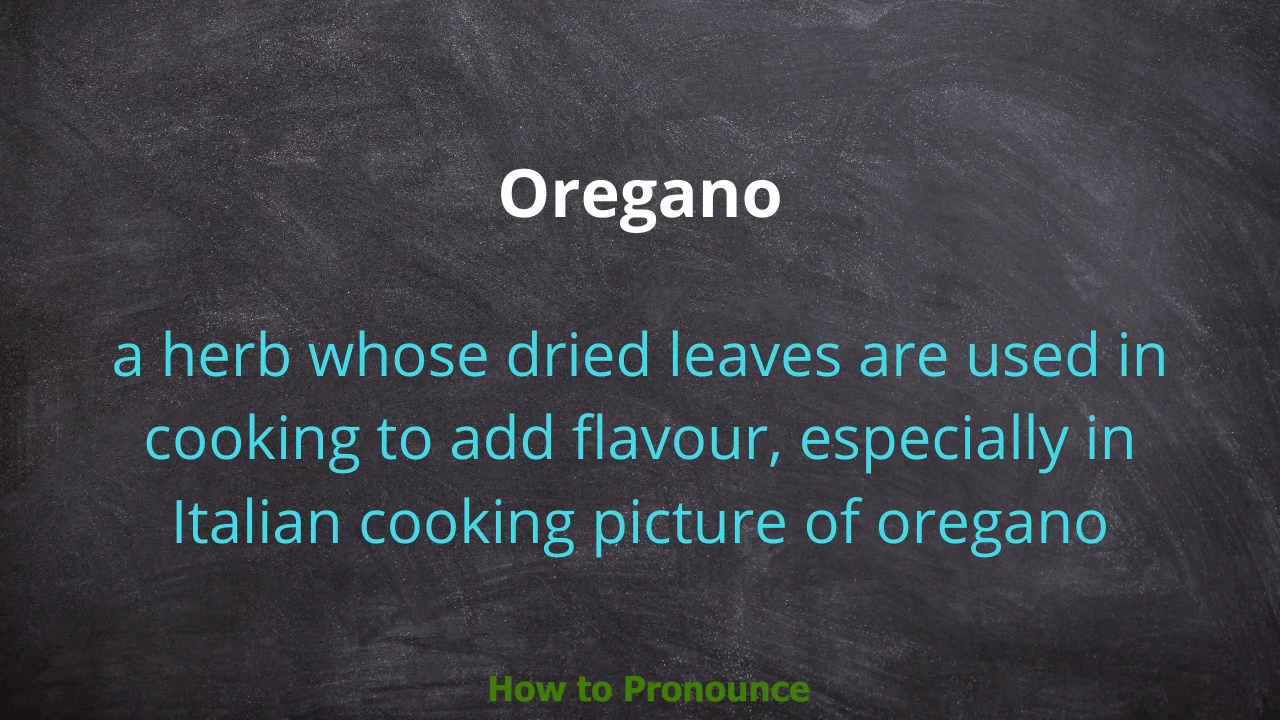 Oregano
a herb whose dried leaves are used in
cooking to add flavour, especially in
Italian cooking picture of oregano
How to Pronounce